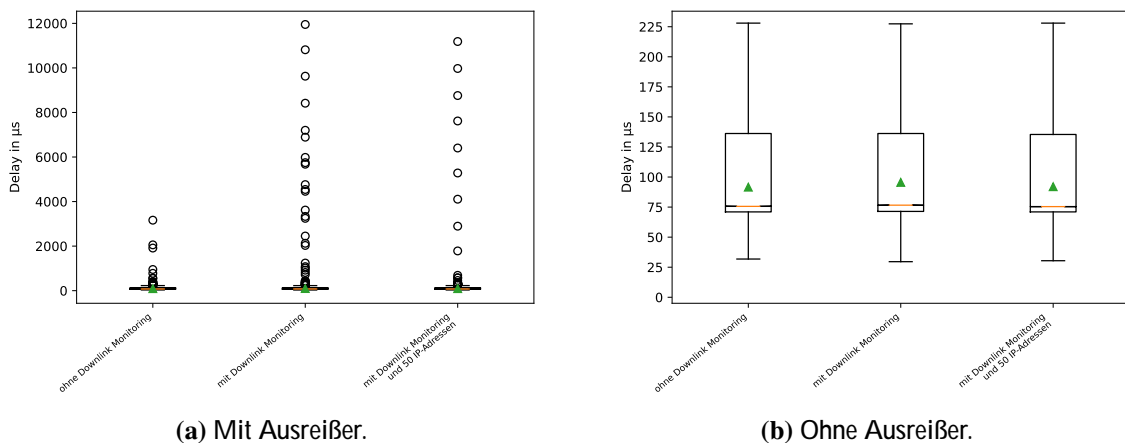 12000
10000
8000
6000
4000
2000
0
Delay in µs
ohne Downlink Monitoring
mit Downlink Monitoring
mit Downlink Monitoring
und 50 IP-Adressen
(a) Mit Ausreißer.
225
200
175
150
125
100
75
50
25
0
Delay in µs
ohne Downlink Monitoring
mit Downlink Monitoring
mit Downlink Monitoring
und 50 IP-Adressen
(b) Ohne Ausreißer.